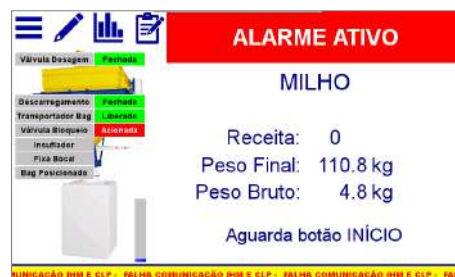 ALARME ATIVO
Válvula Dosagem Fechada
MILHO
Descarregamento Fechada
Transportador Bag Liberado
Válvula Bloqueio Acionada
Insuflador
Fixa Bocal
Bag Posicionado
Receita: 0
Peso Final: 110.8 kg
Peso Bruto: 4.8 kg
Aguarda botão INÍCIO
MUNICAÇÃO IHM E CLP - FALHA COMUNICAÇÃO IHM E CLP - FALHA COMUNICAÇÃO IHM E CLP - FAL